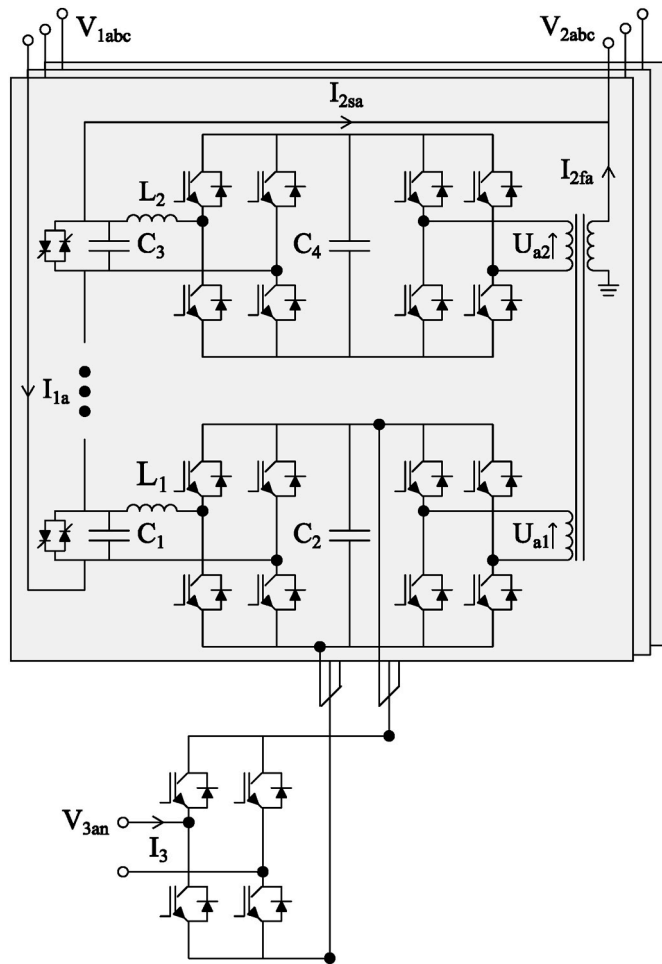 V1abc
V2abc
I2sa
I2fa
L2
C3
C4
Ua2
I1a
L1
C1
C2
Ua1
V3an
I3